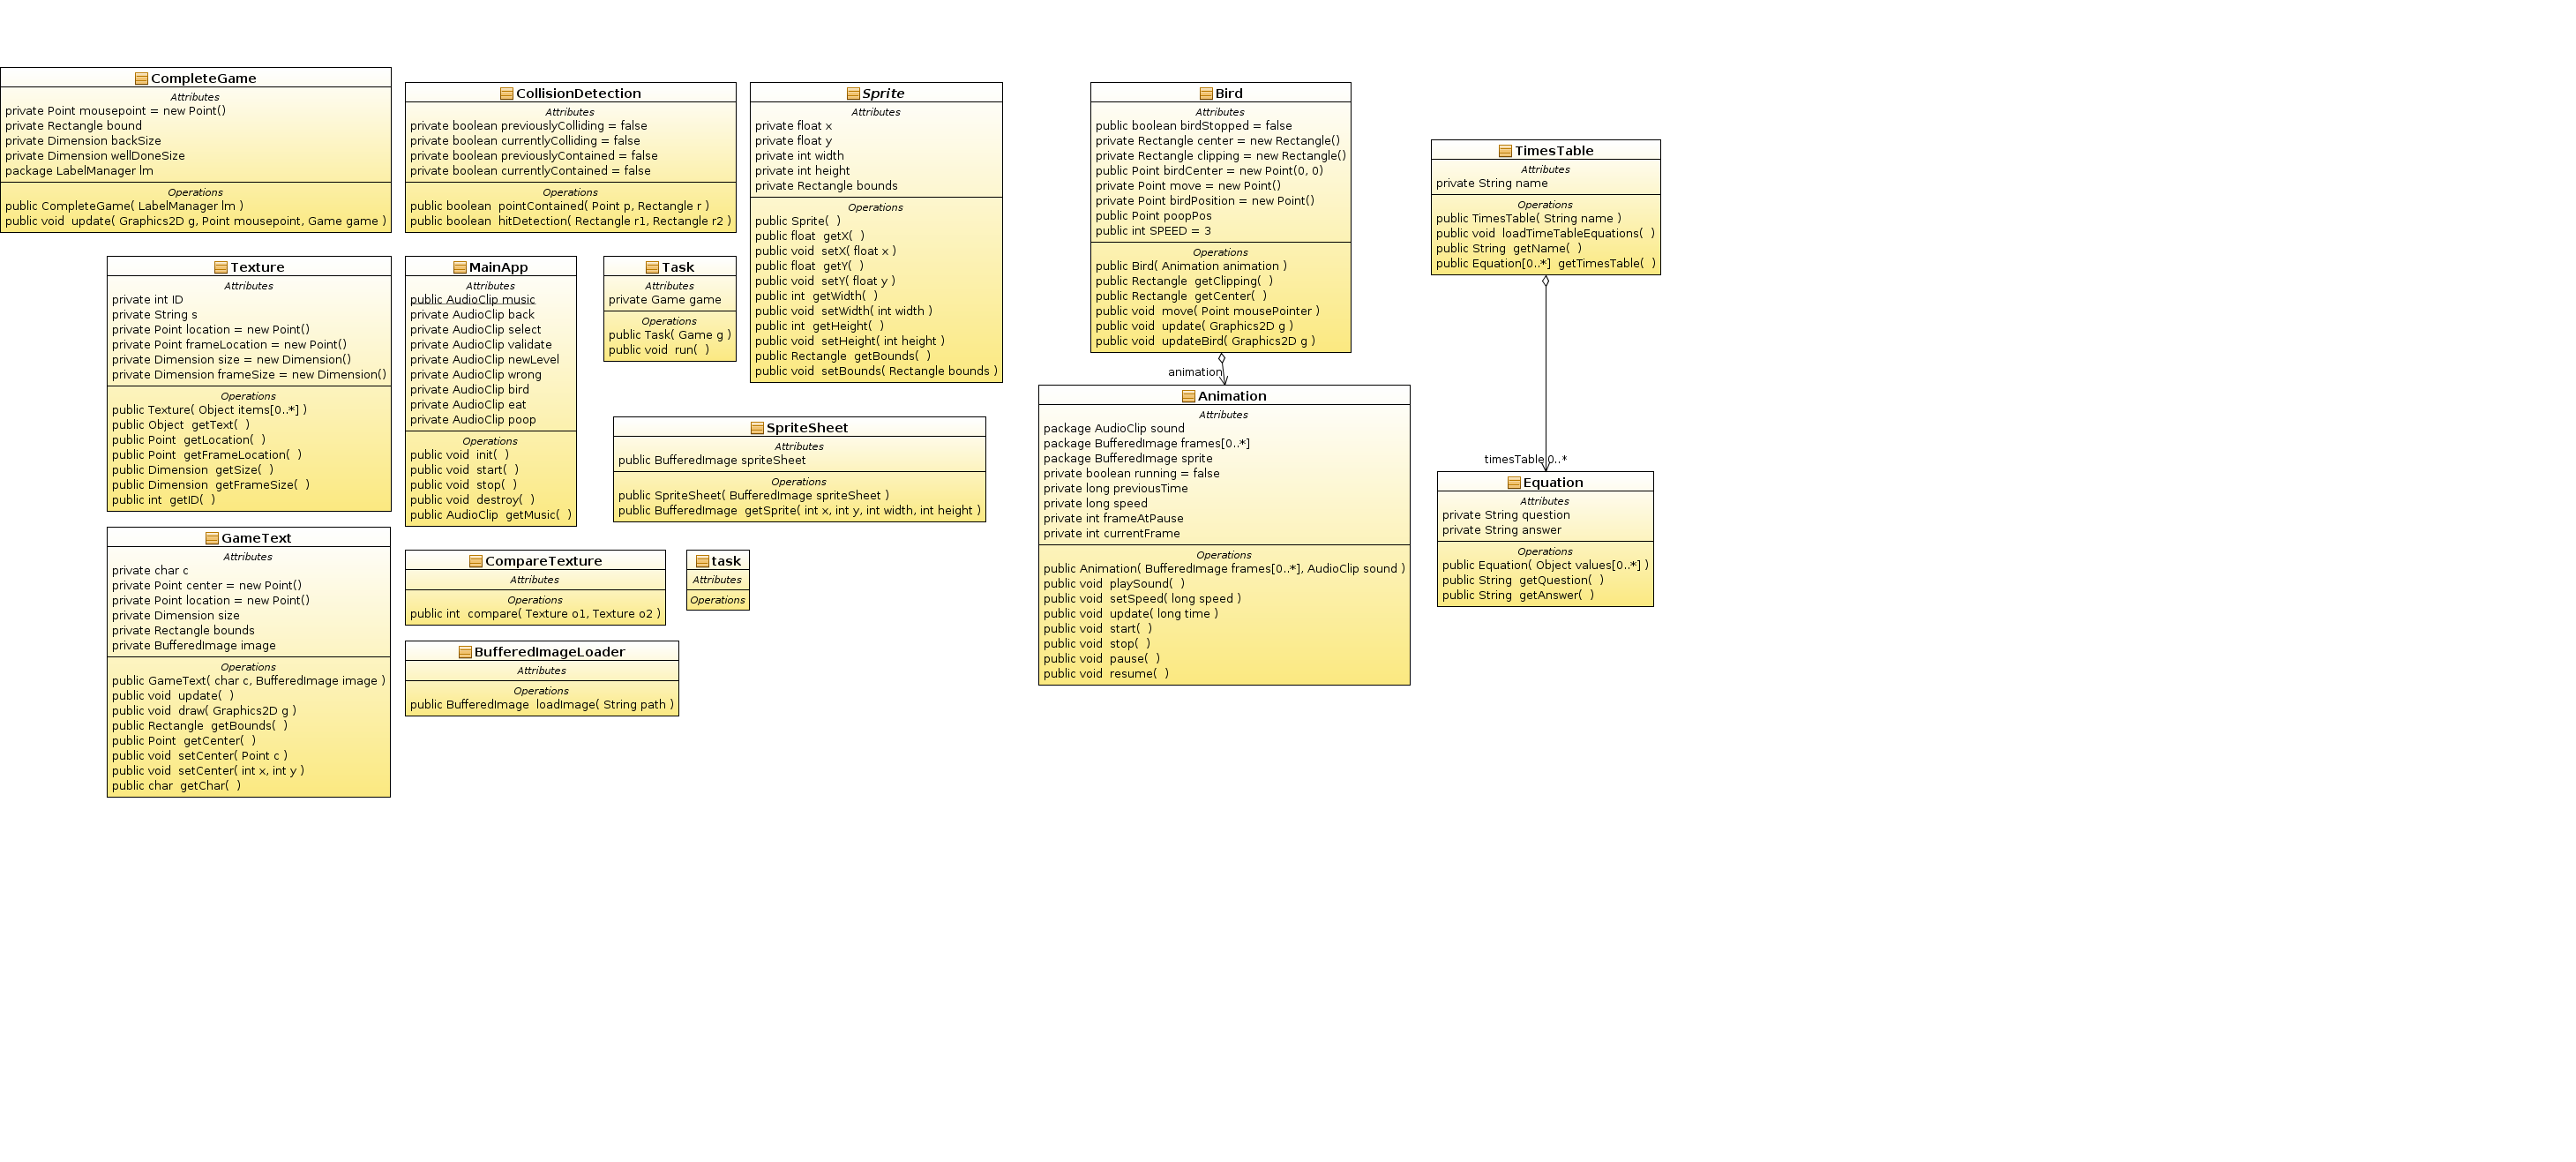 CompleteGame
Attributes
private Point mousepoint = new Point()
private Rectangle bound
private Dimension backSize
private Dimension wellDoneSize
package LabelManager lm
Operations
public CompleteGame( LabelManager lm )
public void update( Graphics2D g, Point mousepoint, Game game )
CollisionDetection
Attributes
private boolean previouslyColliding = false
private boolean currentlyColliding = false
private boolean previouslyContained = false
private boolean currentlyContained = false
Operations
public boolean pointContained( Point p, Rectangle r )
public boolean hitDetection( Rectangle r1, Rectangle r2 )
Sprite
Attributes
private float x
private float y
private int width
private int height
private Rectangle bounds
Operations
public Sprite( )
public float getX( )
public void setX( float x )
public float getY( )
public void setY( float y )
public int getWidth( )
public void setWidth( int width )
public int getHeight( )
public void setHeight( int height )
public Rectangle getBounds( )
public void setBounds( Rectangle bounds )
Bird
Attributes
public boolean birdStopped = false
private Rectangle center = new Rectangle()
private Rectangle clipping = new Rectangle()
public Point birdCenter = new Point(0, 0)
private Point move = new Point()
private Point birdPosition = new Point()
public Point poopPos
public int SPEED = 3
Operations
public Bird( Animation animation )
public Rectangle getClipping( )
public Rectangle getCenter( )
public void move( Point mousePointer )
public void update( Graphics2D g )
public void updateBird( Graphics2D g )
TimesTable
Attributes
private String name
Operations
public TimesTable( String name )
public void loadTimeTableEquations( )
public String getName( )
public Equation[0..*] getTimesTable( )
Texture
Attributes
private int ID
private String s
private Point location = new Point()
private Point frameLocation = new Point()
private Dimension size = new Dimension()
private Dimension frameSize = new Dimension()
Operations
public Texture( Object items[0..*] )
public Object getText( )
public Point getLocation( )
public Point getFrameLocation( )
public Dimension getSize( )
public Dimension getFrameSize( )
public int getID( )
MainApp
Attributes
public AudioClip music
private AudioClip back
private AudioClip select
private AudioClip validate
private AudioClip newLevel
private AudioClip wrong
private AudioClip bird
private AudioClip eat
private AudioClip poop
Operations
public void init( )
public void start( )
public void stop( )
public void destroy( )
public AudioClip getMusic( )
Task
Attributes
private Game game
Operations
public Task( Game g )
public void run( )
animation
Animation
Attributes
package AudioClip sound
package BufferedImage frames[0..*]
package BufferedImage sprite
private boolean running = false
private long previousTime
private long speed
private int frameAtPause
private int currentFrame
Operations
public Animation( BufferedImage frames[0..*], AudioClip sound )
public void playSound( )
public void setSpeed( long speed )
public void update( long time )
public void start( )
public void stop( )
public void pause( )
public void resume( )
SpriteSheet
Attributes
public BufferedImage spriteSheet
Operations
public SpriteSheet( BufferedImage spriteSheet )
public BufferedImage getSprite( int x, int y, int width, int height )
timesTable 0..*
Equation
Attributes
private String question
private String answer
Operations
public Equation( Object values[0..*] )
public String getQuestion( )
public String getAnswer( )
GameText
Attributes
private char c
private Point center = new Point()
private Point location = new Point()
private Dimension size
private Rectangle bounds
private BufferedImage image
Operations
public GameText( char c, BufferedImage image )
public void update( )
public void draw( Graphics2D g )
public Rectangle getBounds( )
public Point getCenter( )
public void setCenter( Point c )
public void setCenter( int x, int y )
public char getChar( )
CompareTexture
Attributes
Operations
public int compare( Texture o1, Texture o2 )
task
Attributes
Operations
BufferedImageLoader
Attributes
Operations
public BufferedImage loadImage( String path )